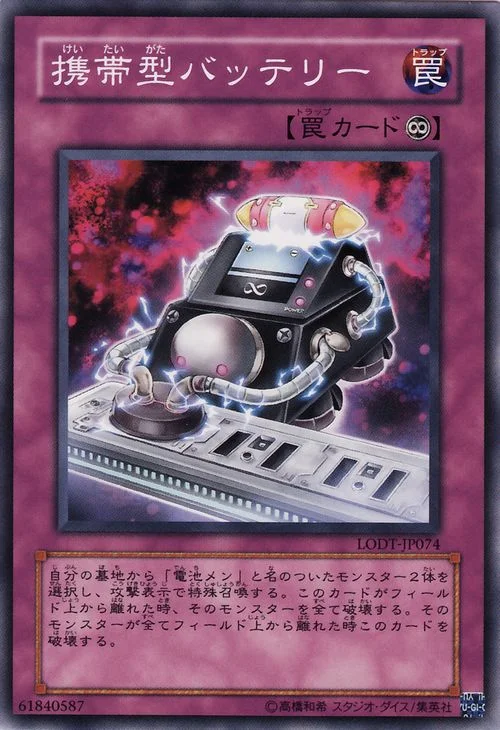 携帯型バッテリー
罠
【罠カード】
POWER
LODT-JP074
自分の墓地から「電池メン」と名のついたモンスター2体を
選択し、攻撃表示で特殊召喚する。このカードがフィール
ド上から離れた時、そのモンスターを全て破壊する。その
モンスターが全てフィールド上から離れた時このカードを
破壊する。
61840587
©高橋和希 スタジオ・ダイス/集英社